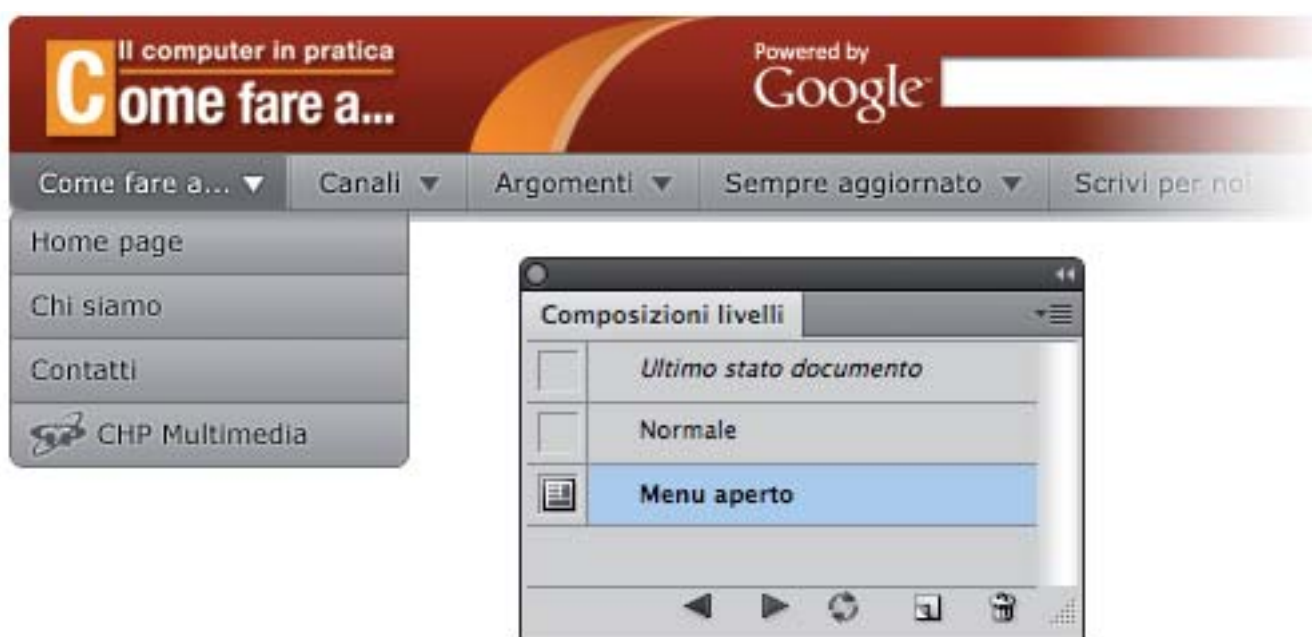 Il computer in pratica
Come fare a...
Powered by
Google
Come fare a... Canali Argomenti Sempre aggiornato Scrivi per noi
Home page
Chi siamo
Contatti
CHP Multimedia
Composizioni livelli
Ultimo stato documento
Normale
Menu aperto